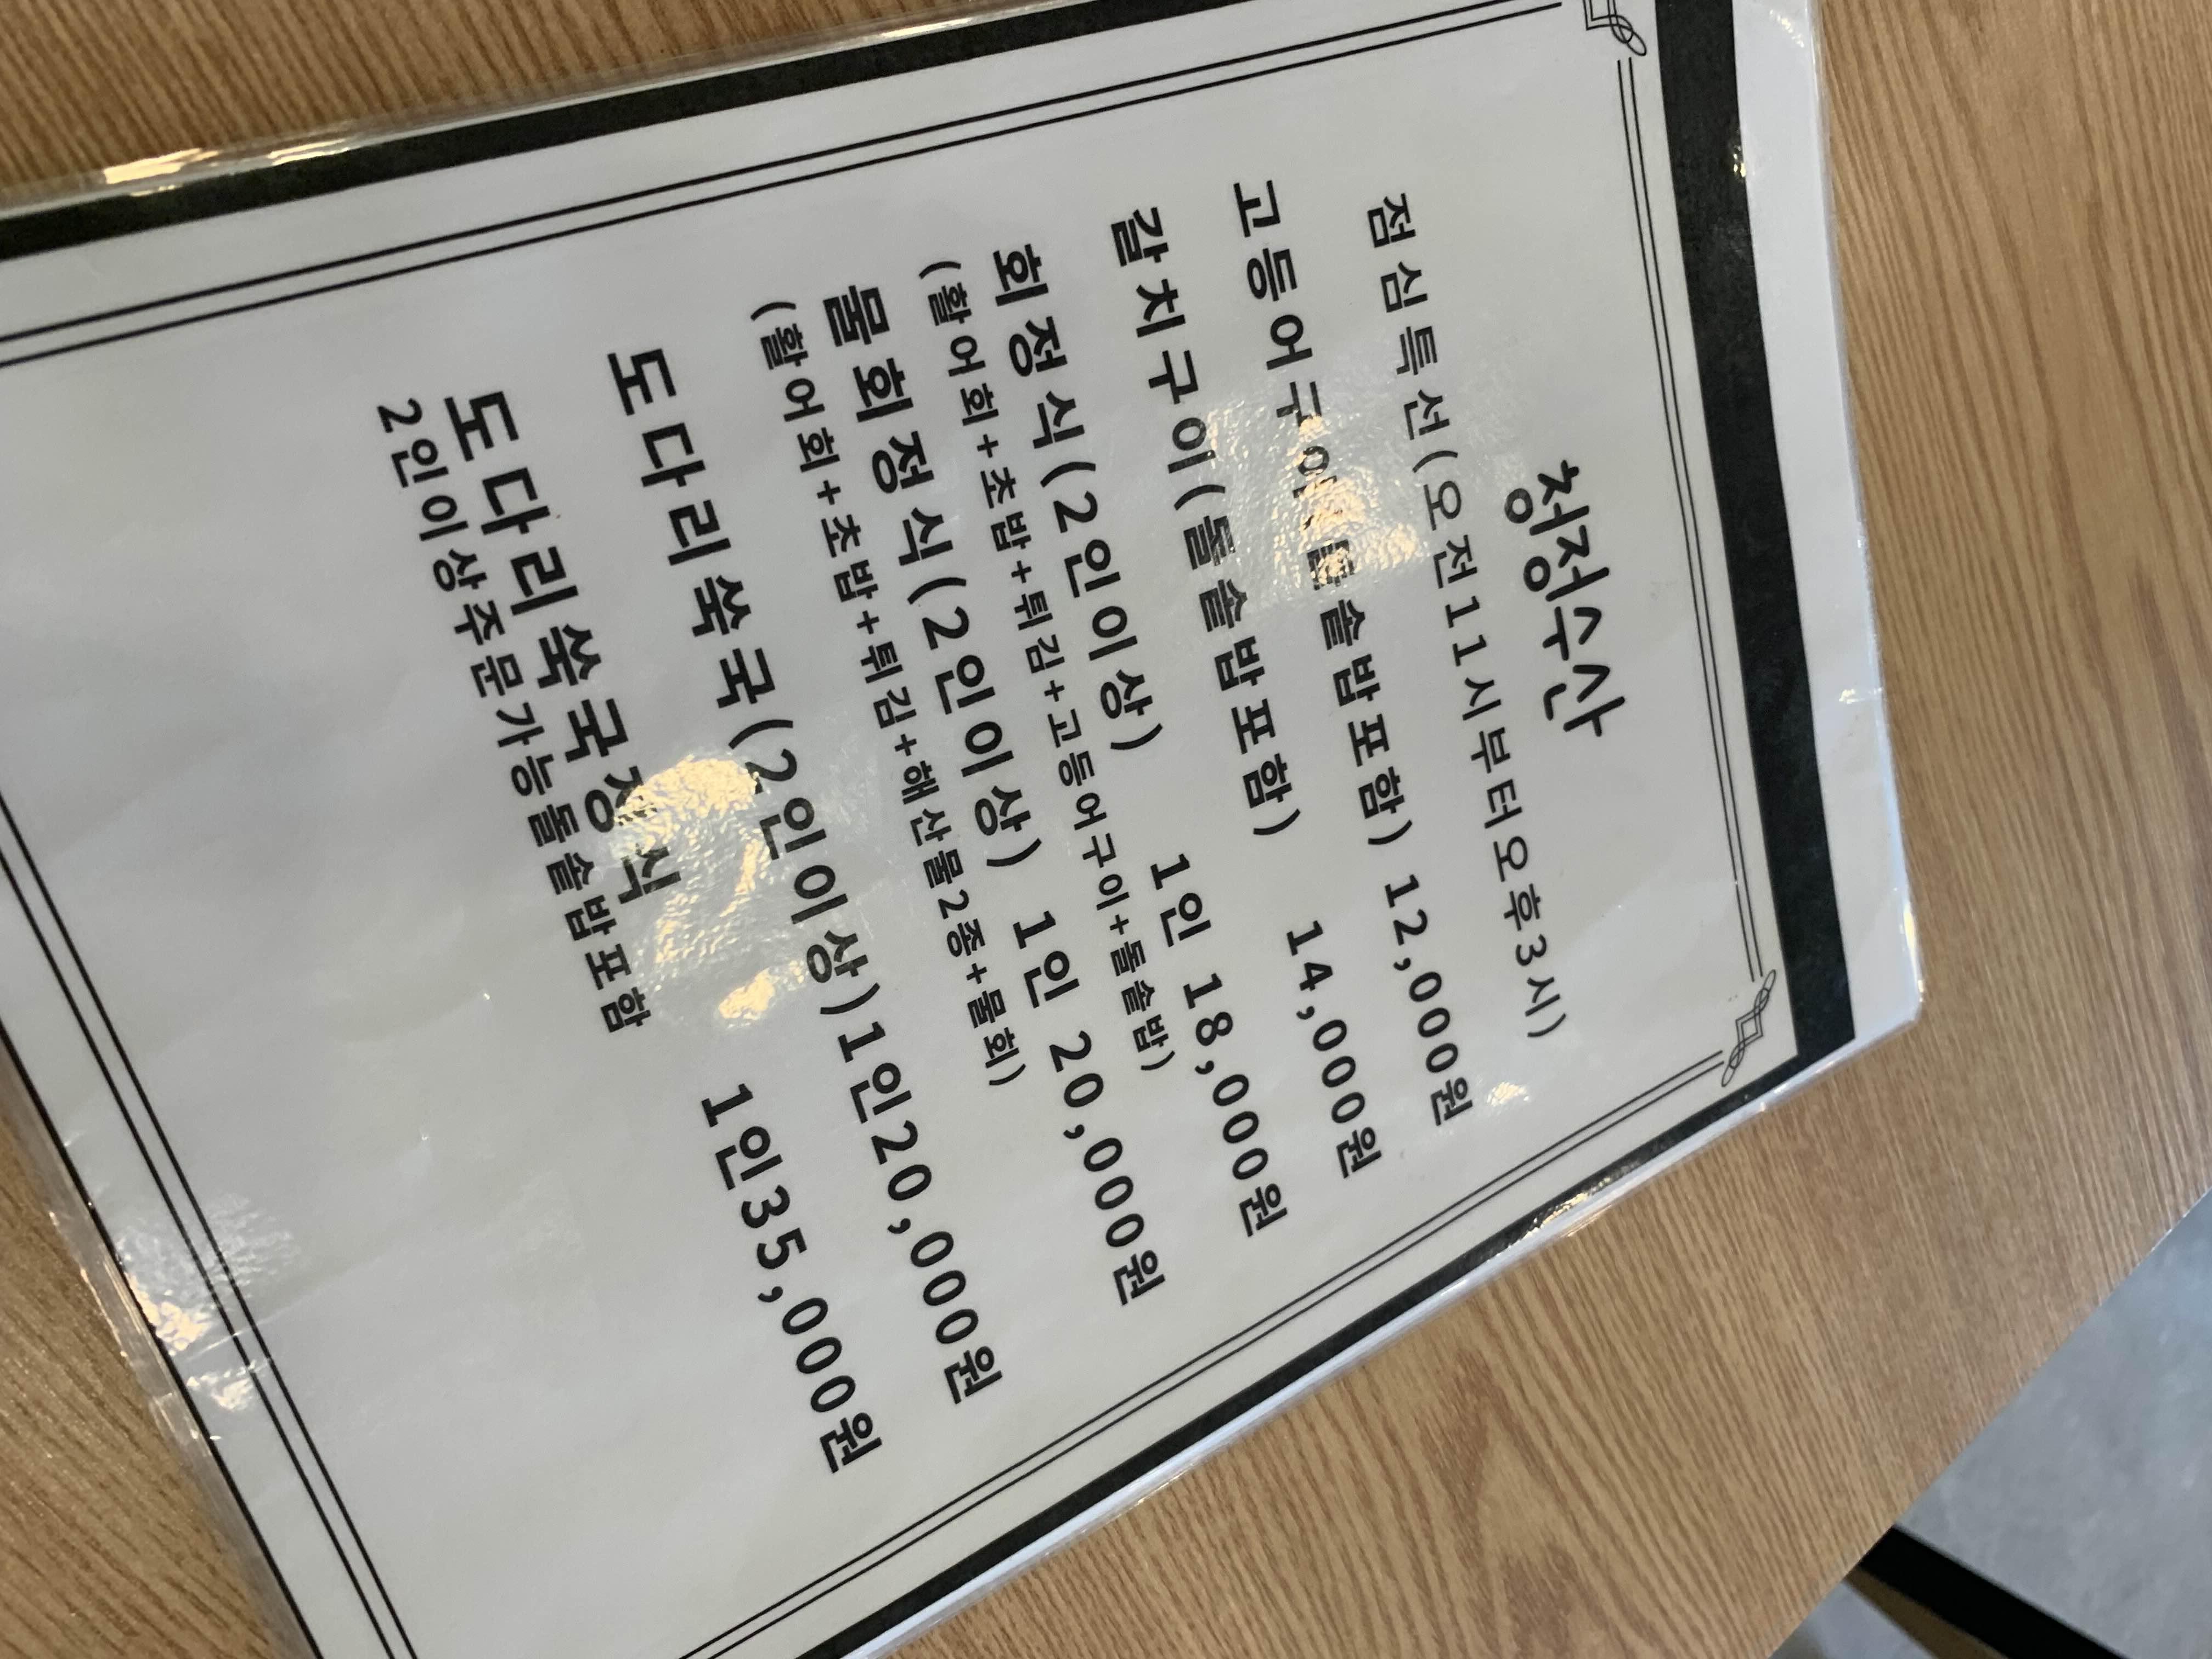 청정수산
점심특선(오전11시부터오후3시)
고등어구이(돌솥밥포함) 12,000원
갈치구이(돌솥밥포함) 14,000원
회정식(2인이상) 1인 18,000원
(활어회+초밥+튀김+고등어구이+돌솥밥)
물회정식(2인이상) 1인 20,000원
(활어회+초밥+튀김+해산물2종+물회)
도다리쑥국(2인이상)1인20,000원
도다리쑥국정식 1인35,000원
2인이상주문가능돌솥밥포함